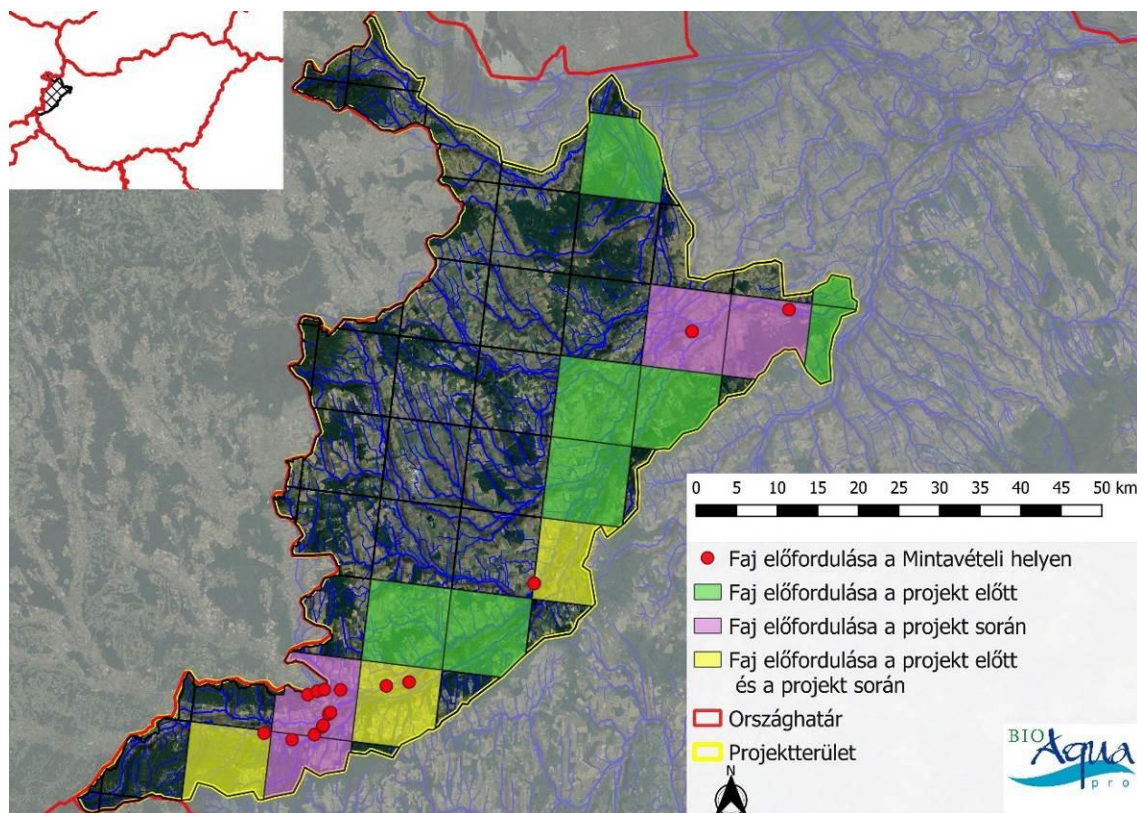 0 5 10 15 20 25 30 35 40 45 50 km
Faj előfordulása a Mintavételi helyen
Faj előfordulása a projekt előtt
Faj előfordulása a projekt során
Faj előfordulása a projekt előtt
és a projekt során
Országhatár
Projektterület
N
BIO
Aqua
pro